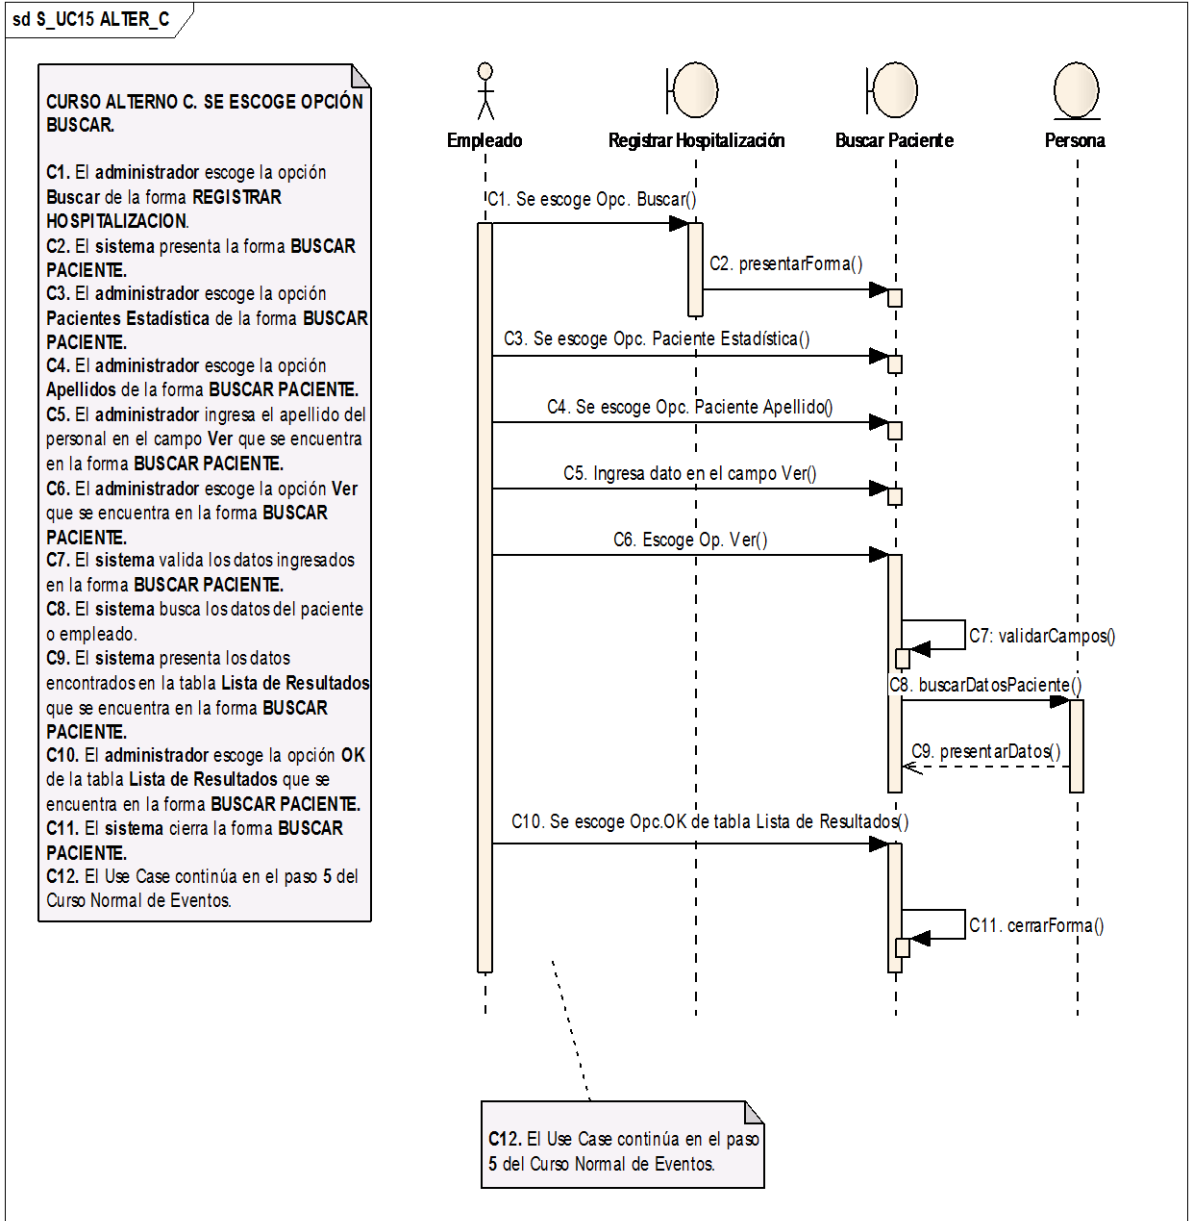 sd S_UC15 ALTER_C
CURSO ALTERNO C. SE ESCOGE OPCIÓN
BUSCAR.
C1. El administrador escoge la opción
Buscar de la forma REGISTRAR
HOSPITALIZACION.
C2. El sistema presenta la forma BUSCAR
PACIENTE.
C3. El administrador escoge la opción
Pacientes Estadística de la forma BUSCAR
PACIENTE.
C4. El administrador escoge la opción
Apellidos de la forma BUSCAR PACIENTE.
C5. El administrador ingresa el apellido del
personal en el campo Ver que se encuentra
en la forma BUSCAR PACIENTE.
C6. El administrador escoge la opción Ver
que se encuentra en la forma BUSCAR
PACIENTE.
C7. El sistema valida los datos ingresados
en la forma BUSCAR PACIENTE.
C8. El sistema busca los datos del paciente
o empleado.
C9. El sistema presenta los datos
encontrados en la tabla Lista de Resultados
que se encuentra en la forma BUSCAR
PACIENTE.
C10. El administrador escoge la opción OK
de la tabla Lista de Resultados que se
encuentra en la forma BUSCAR PACIENTE.
C11. El sistema cierra la forma BUSCAR
PACIENTE.
C12. El Use Case continúa en el paso 5 del
Curso Normal de Eventos.
Empleado
Registrar Hospitalización
Buscar Paciente
Persona
C1. Se escoge Opc. Buscar()
C2. presentarForma()
C3. Se escoge Opc. Paciente Estadística()
C4. Se escoge Opc. Paciente Apellido()
C5. Ingresa dato en el campo Ver()
C6. Escoge Op. Ver()
C7: validarCampos()
C8. buscarDatosPaciente()
C9. presentarDatos()
C10. Se escoge Opc.OK de tabla Lista de Resultados()
C11. cerrarForma()
C12. El Use Case continúa en el paso
5 del Curso Normal de Eventos.